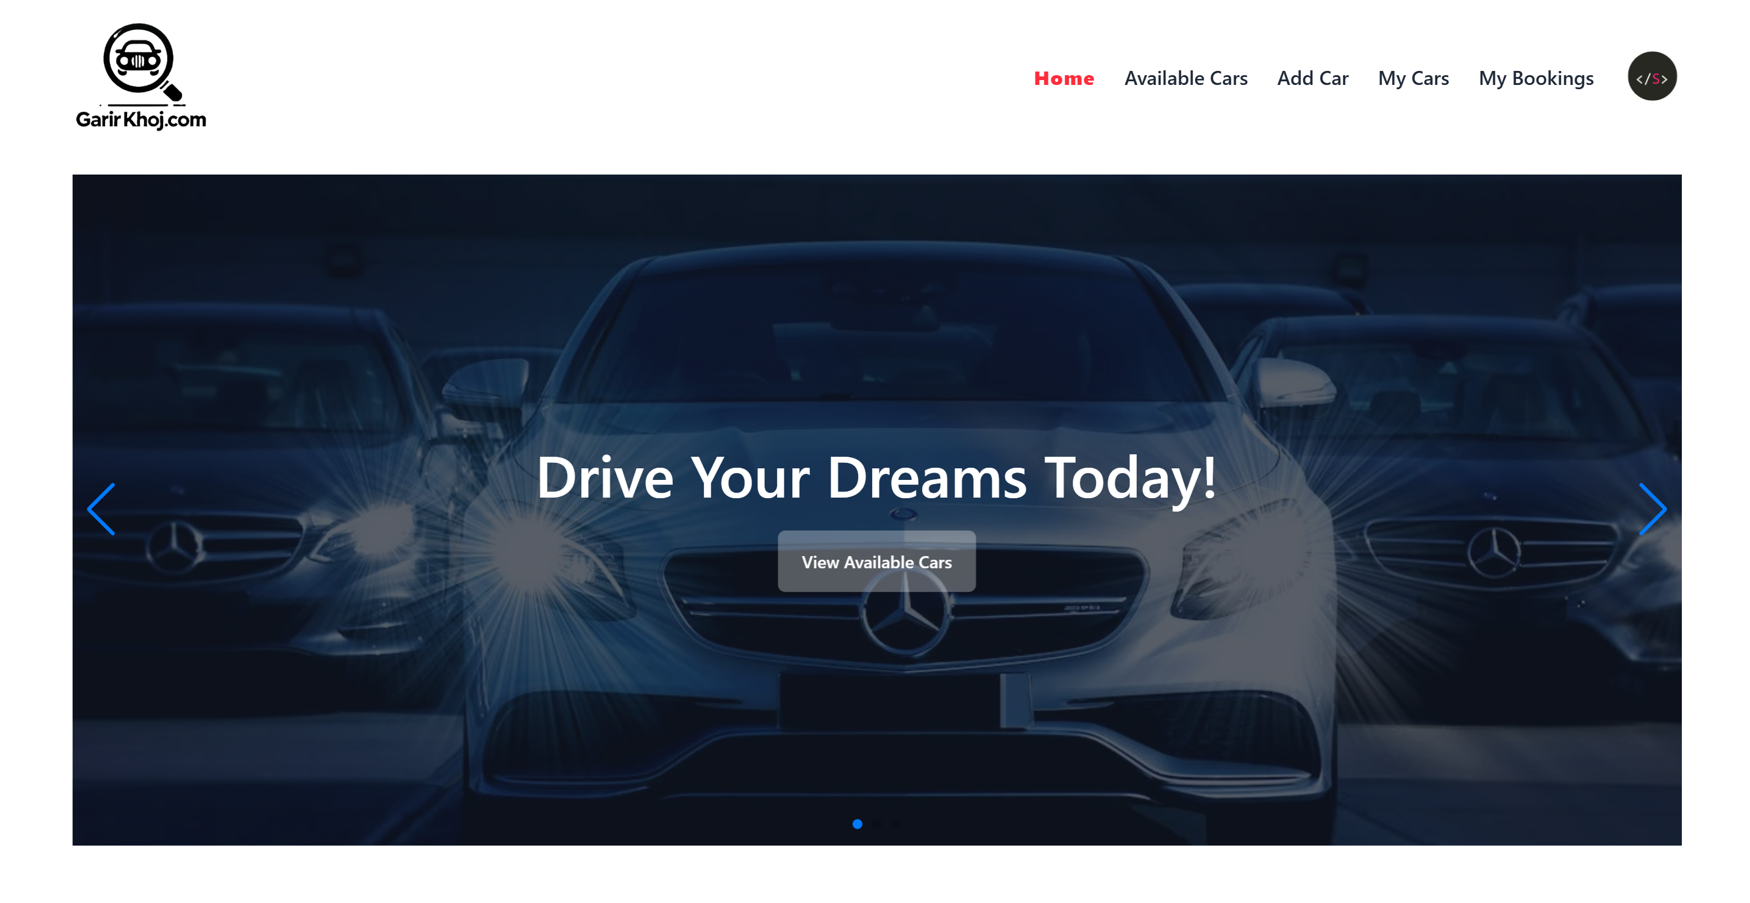 GarirKhoj.com
Home Available Cars Add Car My Cars My Bookings </S>
Drive Your Dreams Today!
View Available Cars